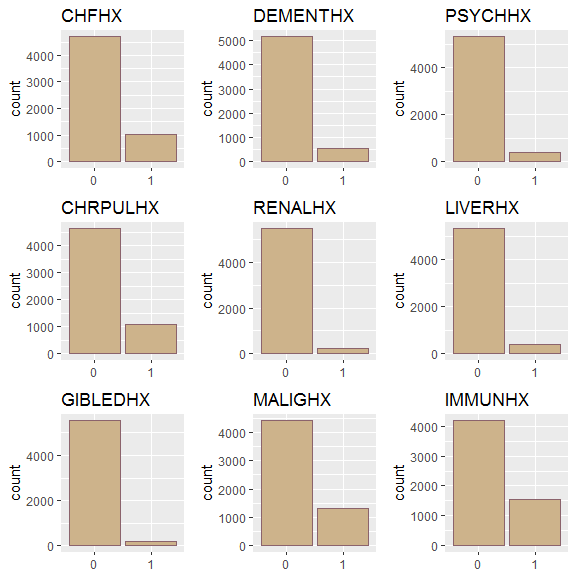 CHFHX
count
4000
3000
2000
1000
0
0 1
DEMENTHX
count
5000
4000
3000
2000
1000
0
0 1
PSYCHHX
count
4000
2000
0
0 1
CHRPULHX
count
4000
3000
2000
1000
0
0 1
RENALHX
count
4000
2000
0
0 1
LIVERHX
count
4000
2000
0
0 1
GIBLEDHX
count
4000
2000
0
0 1
MALIGHX
count
4000
3000
2000
1000
0
0 1
IMMUNHX
count
4000
3000
2000
1000
0
0 1